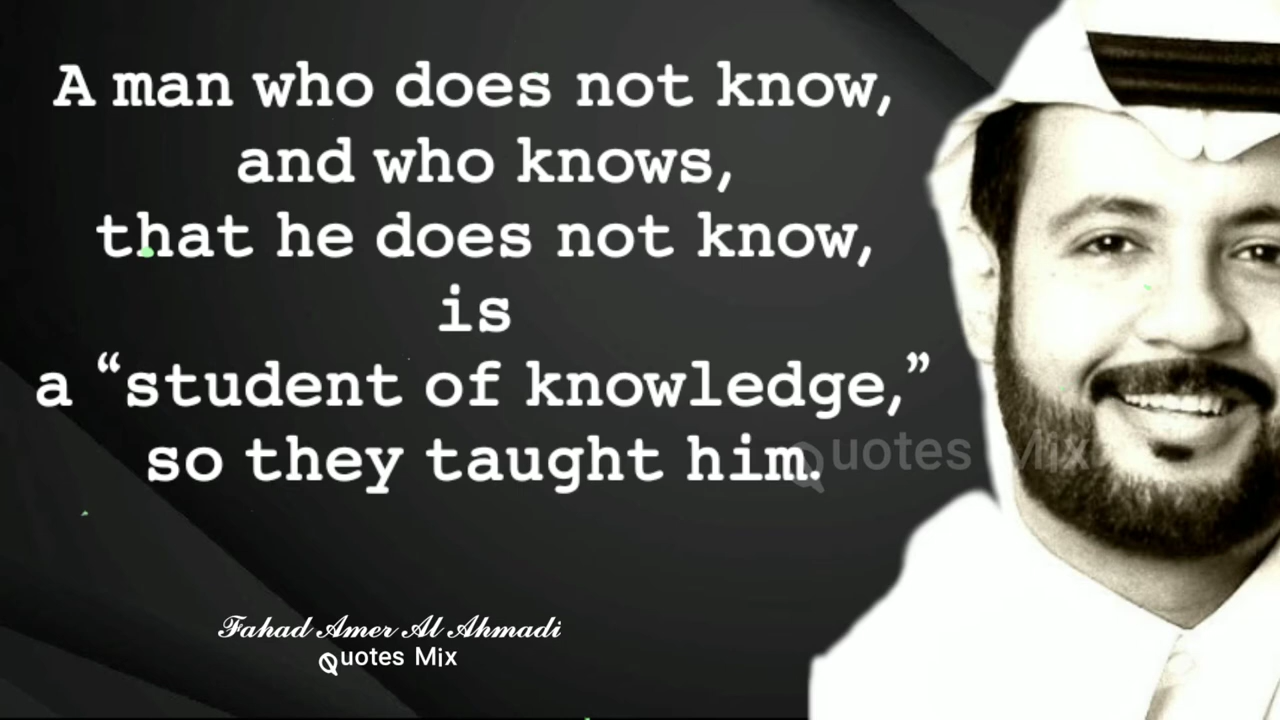 A man who does not know,
and who knows,
that he does not know,
is
a “student of knowledge,”
so they taught him.
Quotes Mix
Fahad Amer Al Ahmadi
Quotes Mix